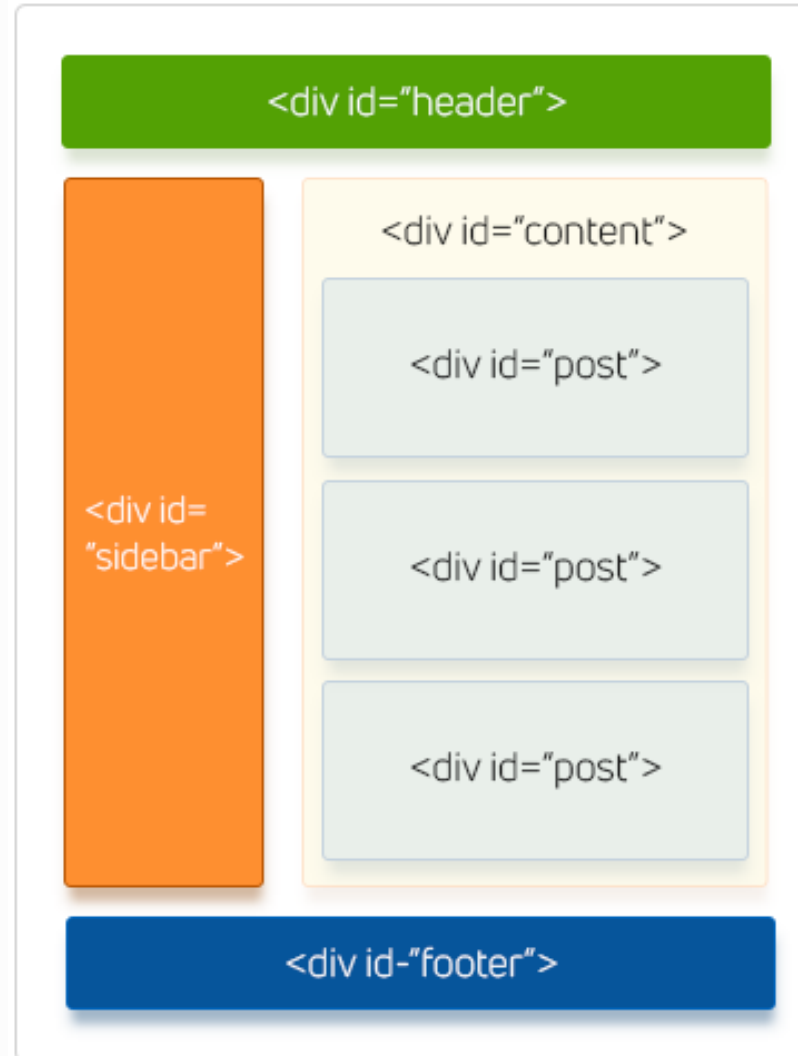 <div id="header">
<div id="content">
<div id="post">
<div id=
"sidebar">
<div id="post">
<div id="post">
<div id-"footer">